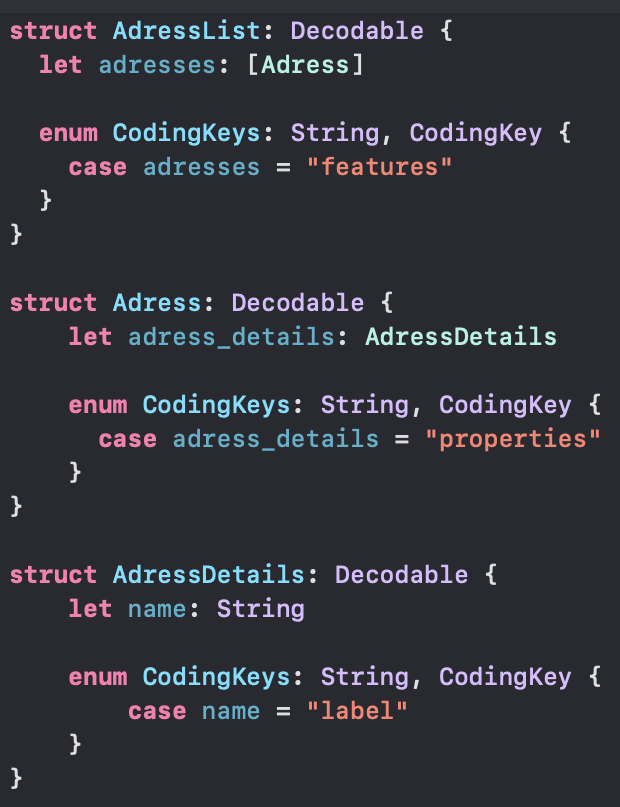 struct AdressList: Decodable {
let adresses: [Adress]
enum CodingKeys: String, CodingKey {
case adresses = "features"
}
}
struct Adress: Decodable {
let adress_details: AdressDetails
enum CodingKeys: String, CodingKey {
case adress_details = "properties"
}
}
struct AdressDetails: Decodable {
let name: String
enum CodingKeys: String, CodingKey {
case name = "label"
}
}